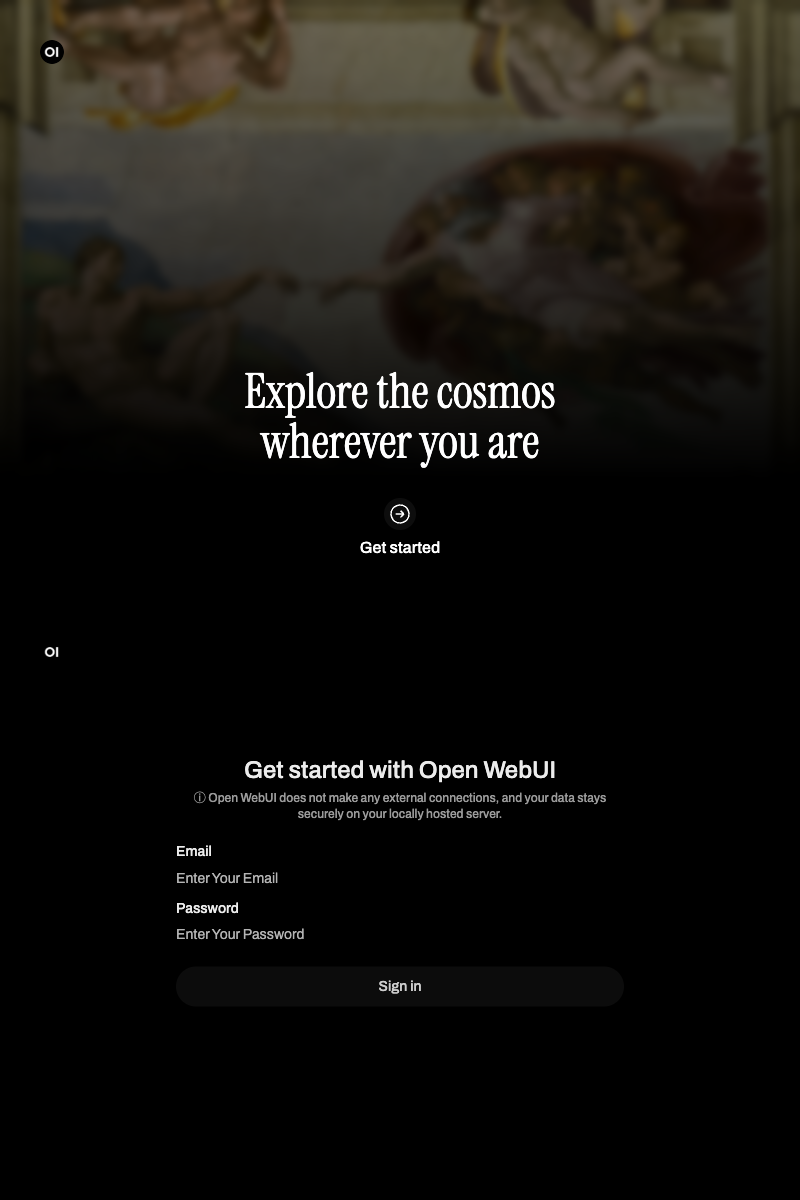 OI
Explore the cosmos
wherever you are
Get started
OI
Get started with Open WebUI
ⓘ Open WebUI does not make any external connections, and your data stays
securely on your locally hosted server.
Email
Enter Your Email
Password
Enter Your Password
Sign in